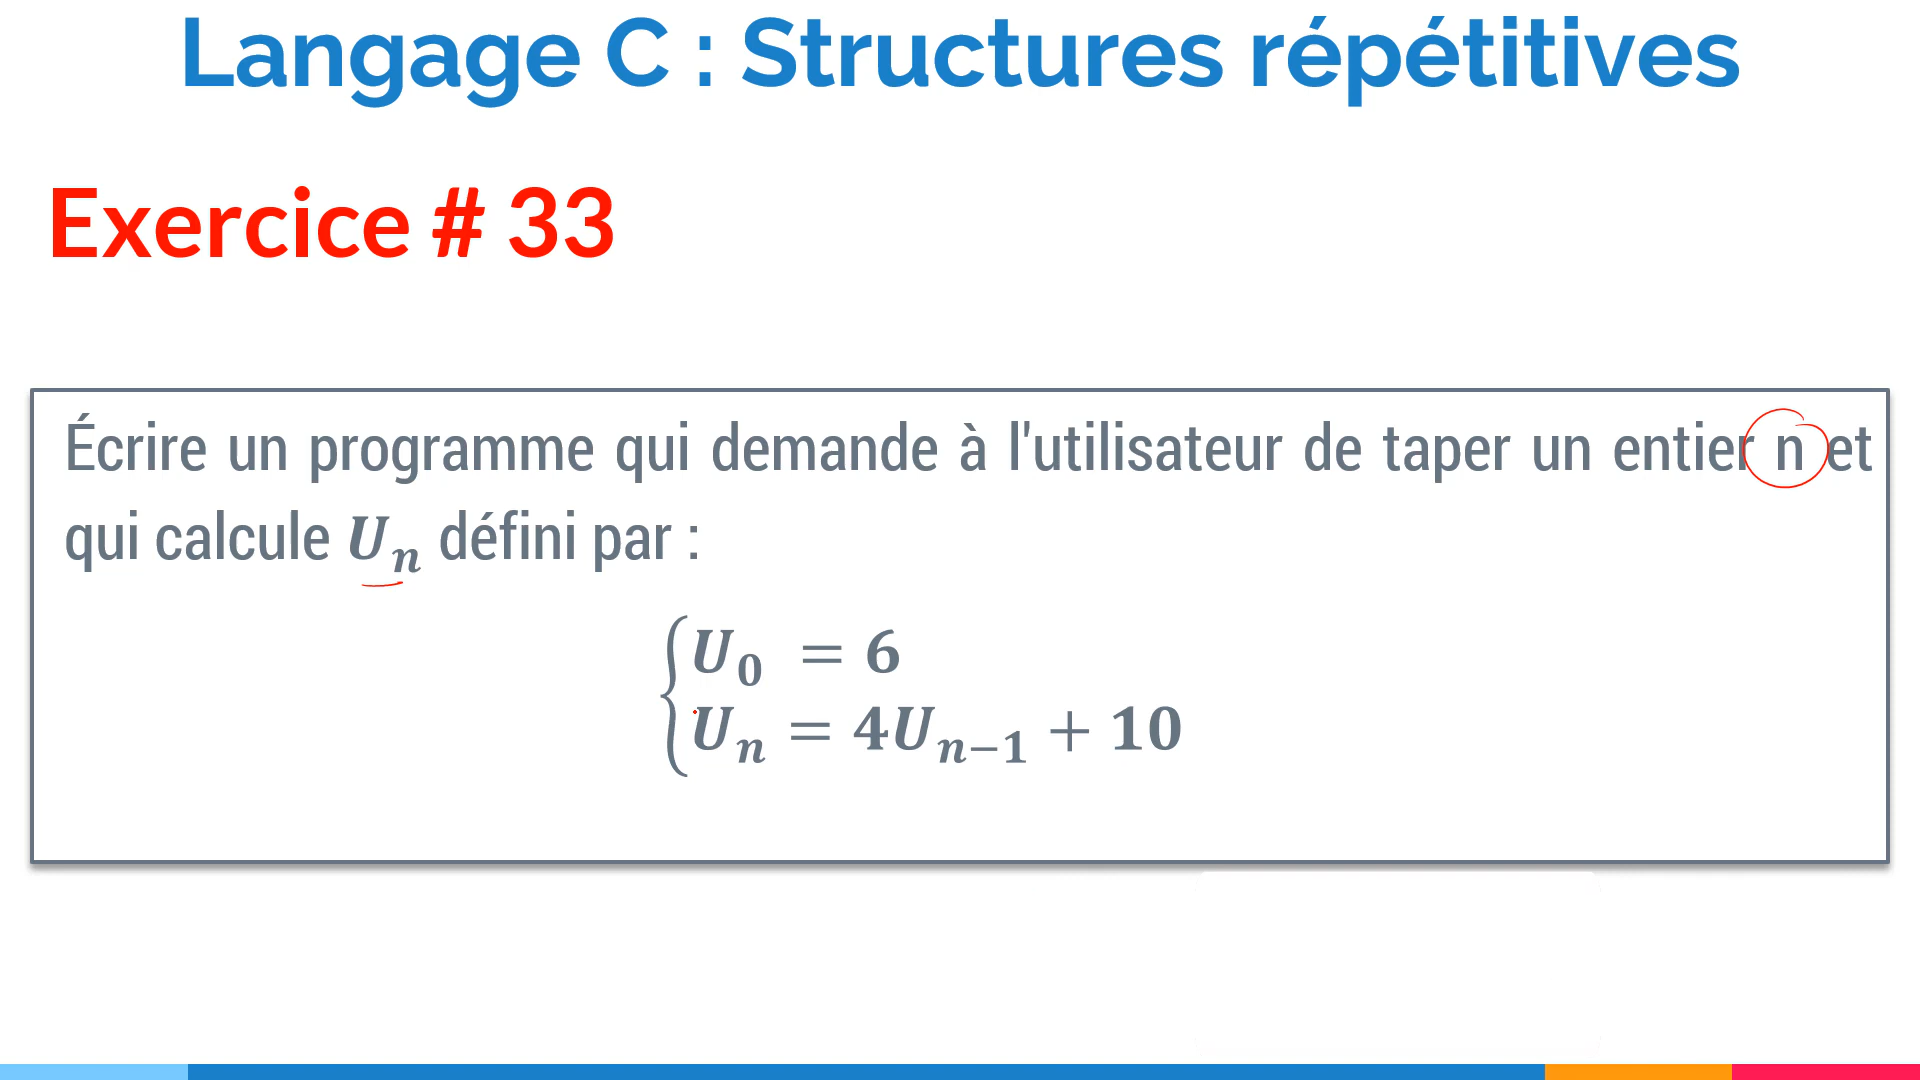 Langage C : Structures répétitives
Exercice # 33
Écrire un programme qui demande à l'utilisateur de taper un entier n et
qui calcule Uₙ défini par :
U₀ = 6
Uₙ = 4Uₙ₋₁ + 10